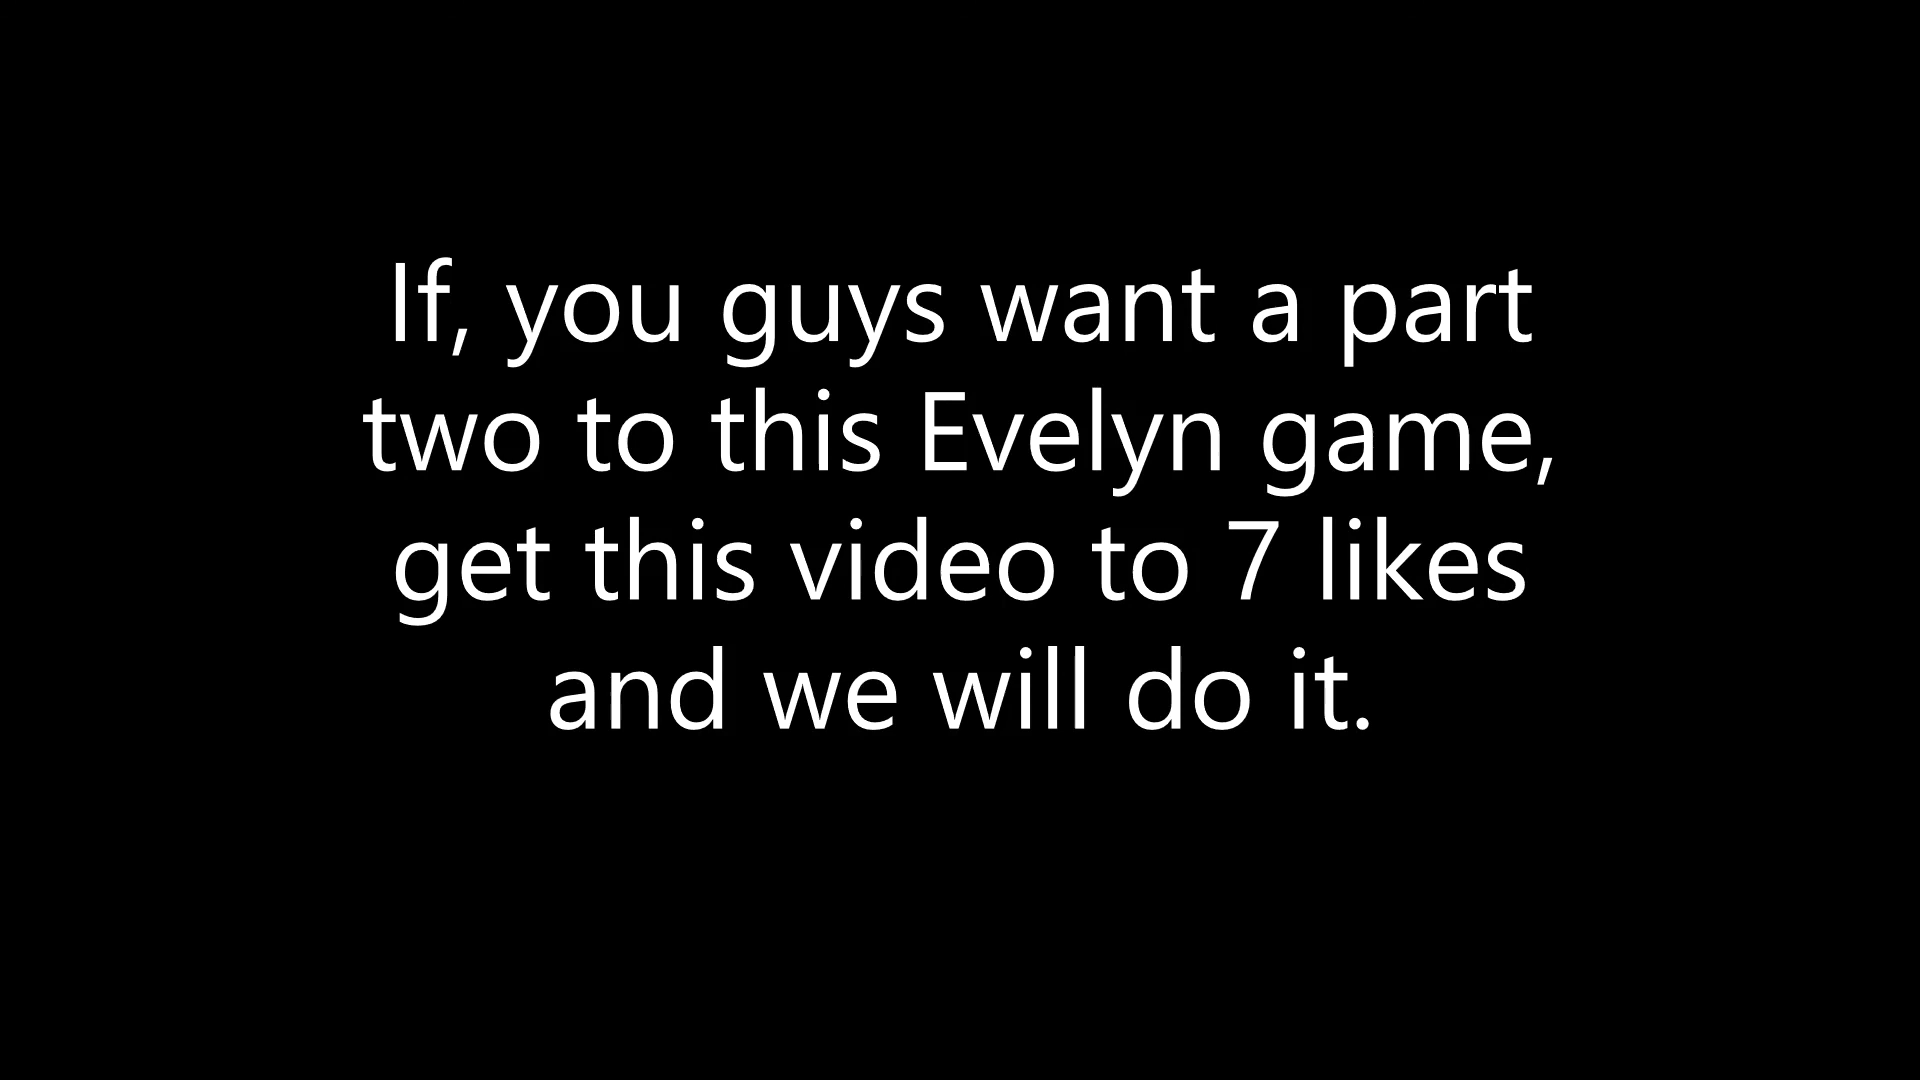 If, you guys want a part
two to this Evelyn game,
get this video to 7 likes
and we will do it.